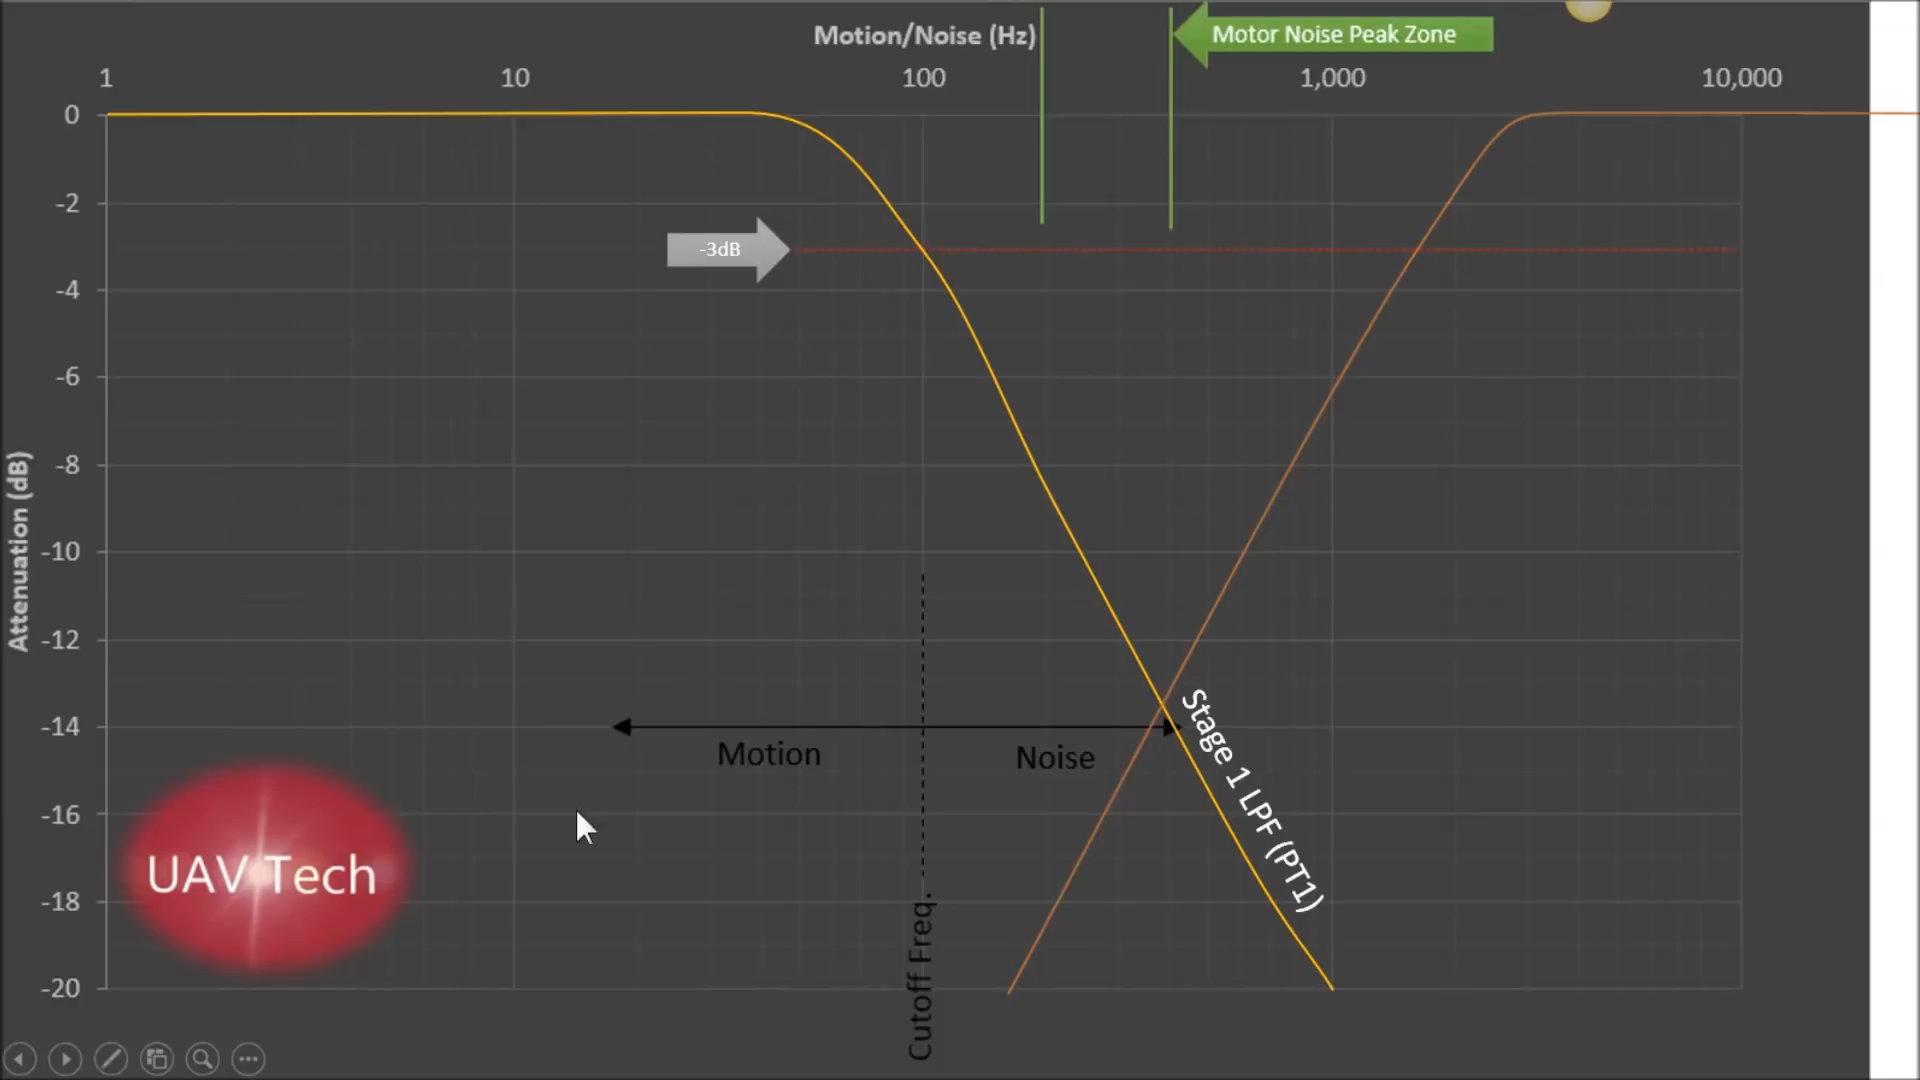 Motion/Noise (Hz)
Motor Noise Peak Zone
1 10 100 1,000 10,000
0
-2
-3dB
-4
-6
-8
-10
-12
-14
-16
-18
-20
Attenuation (dB)
Motion
Noise
Stage 1 LPF (PT1)
Cutoff Freq.
UAV Tech